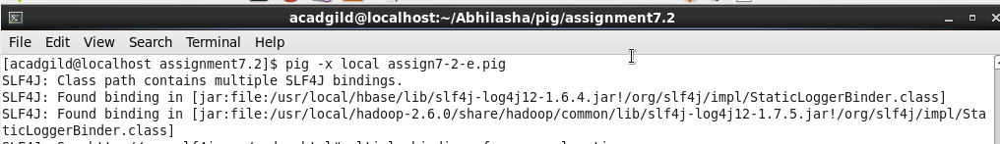 acadgild@localhost:~/Abhilasha/pig/assignment7.2
File Edit View Search Terminal Help
[acadgild@localhost assignment7.2]$ pig -x local assign7-2-e.pig
SLF4J: Class path contains multiple SLF4J bindings.
SLF4J: Found binding in [jar:file:/usr/local/hbase/lib/slf4j-log4j12-1.6.4.jar!/org/slf4j/impl/StaticLoggerBinder.class]
SLF4J: Found binding in [jar:file:/usr/local/hadoop-2.6.0/share/hadoop/common/lib/slf4j-log4j12-1.7.5.jar!/org/slf4j/impl/Sta
ticLoggerBinder.class]